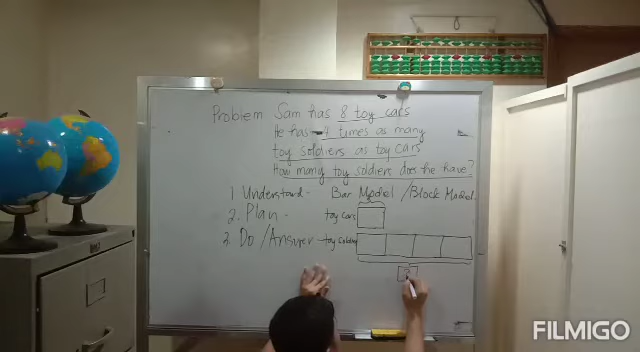 Problem Sam has 8 toy cars
He has 4 times as many
toy soldiers as toy cars
How many toy soldiers does he have?
1. Understand - Bar Model / Block Model
2. Plan - toy cars
3. Do / Answer - toy soldier
FILMIGO